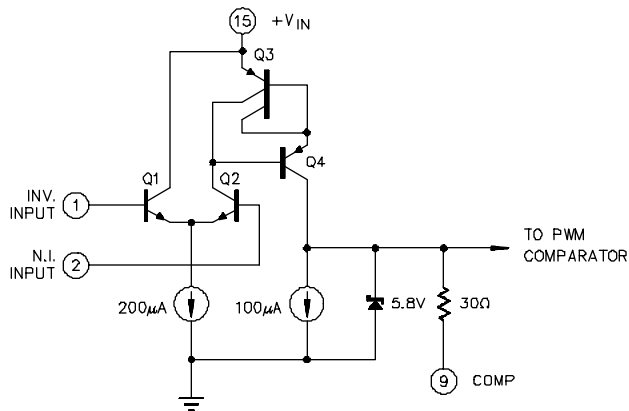 15 +VIN
Q3
Q4
Q1 Q2
INV. INPUT 1
N.I. INPUT 2
TO PWM COMPARATOR
200μA 100μA 5.8V 30Ω
9 COMP